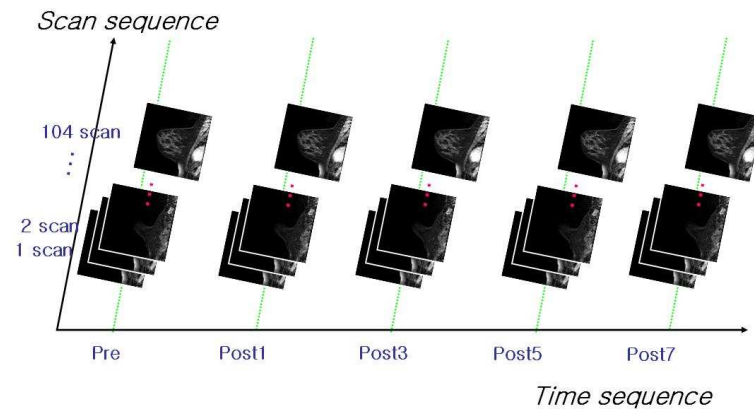 Scan sequence
104 scan
2 scan
1 scan
Pre Post1 Post3 Post5 Post7
Time sequence